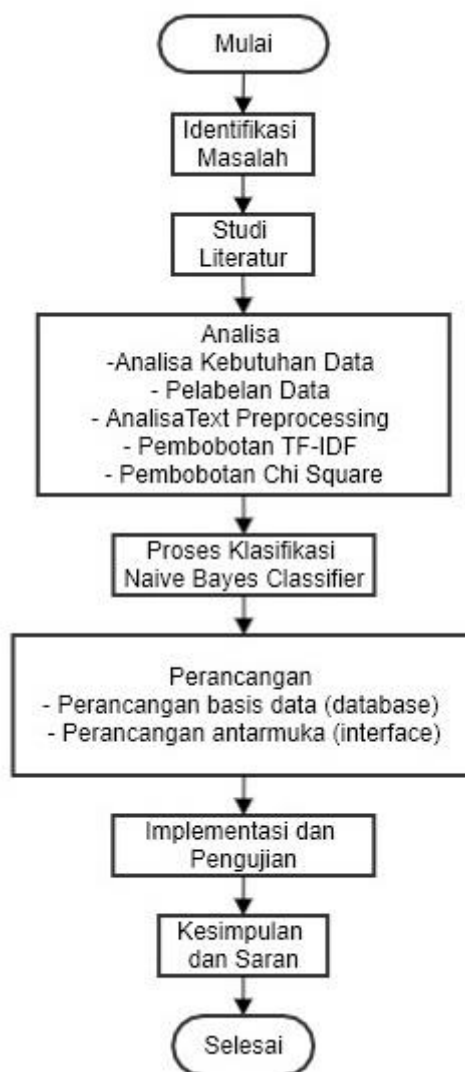 Mulai
Identifikasi
Masalah
Studi
Literatur
Analisa
-Analisa Kebutuhan Data
- Pelabelan Data
- AnalisaText Preprocessing
- Pembobotan TF-IDF
- Pembobotan Chi Square
Proses Klasifikasi
Naive Bayes Classifier
Perancangan
- Perancangan basis data (database)
- Perancangan antarmuka (interface)
Implementasi dan
Pengujian
Kesimpulan
dan Saran
Selesai